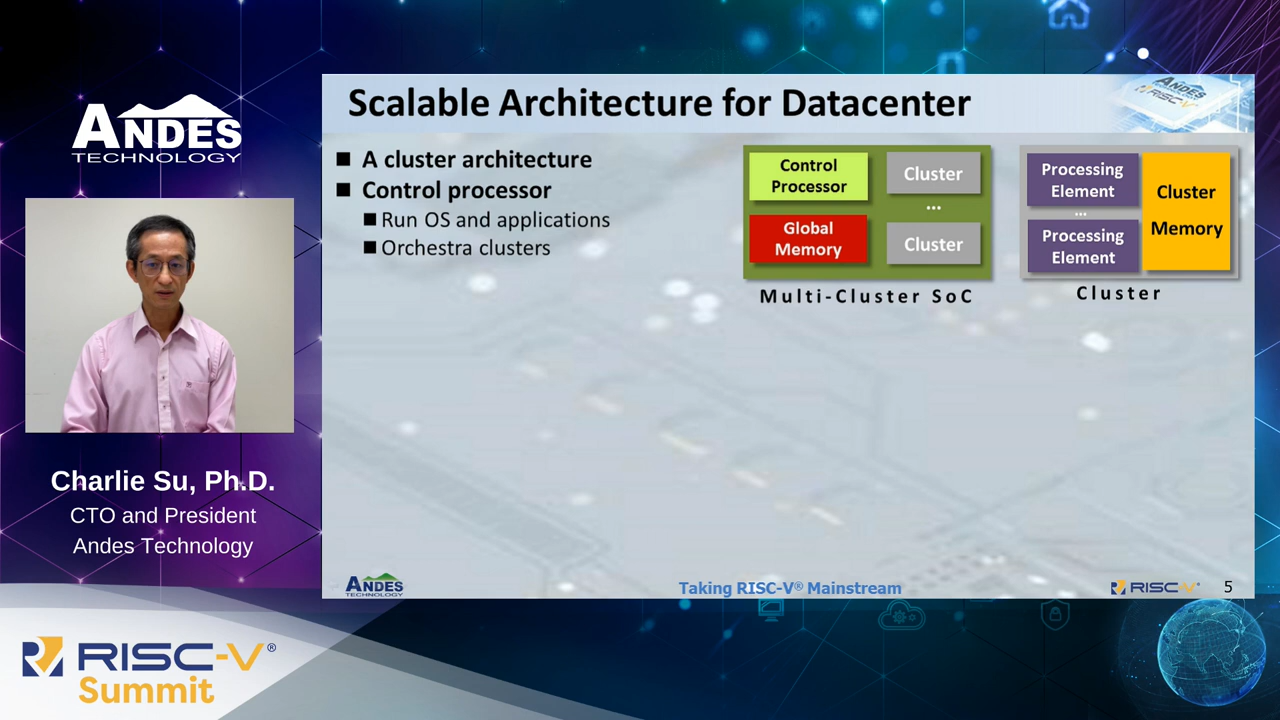 ANDES
TECHNOLOGY
Charlie Su, Ph.D.
CTO and President
Andes Technology
RISC-V®
Summit
Scalable Architecture for Datacenter
ANDES
RISC-V
■ A cluster architecture
■ Control processor
■ Run OS and applications
■ Orchestra clusters
Control
Processor
Cluster
...
Global
Memory
Cluster
Multi-Cluster SoC
Processing
Element
...
Processing
Element
Cluster
Memory
Cluster
ANDES
TECHNOLOGY
Taking RISC-V® Mainstream
RISC-V®
5